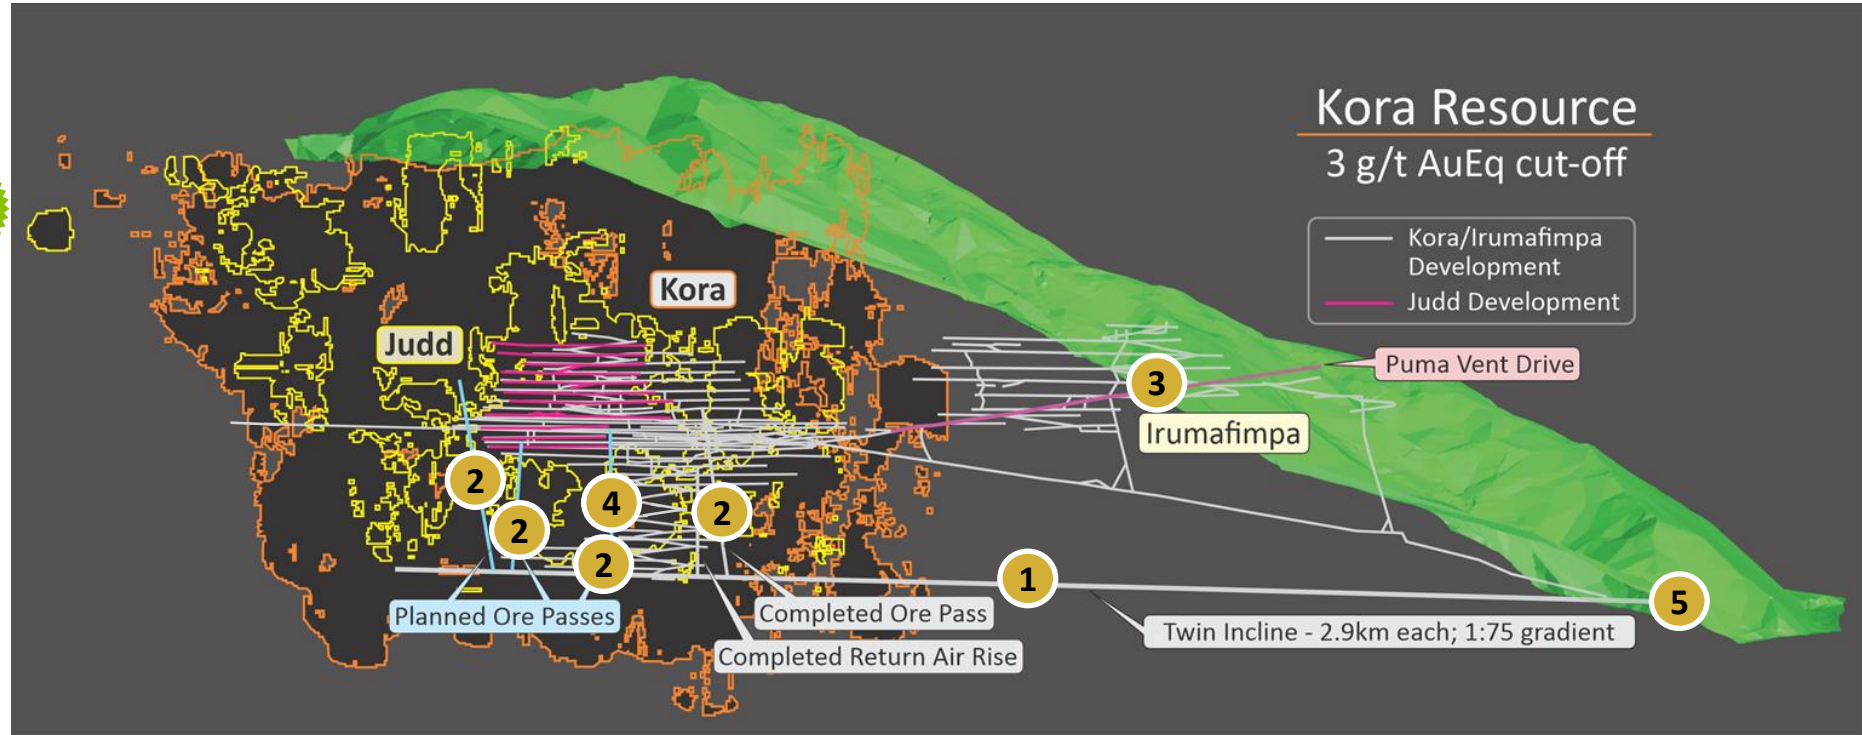 Kora Resource
3 g/t AuEq cut-off
Kora/Irumafimpa
Development
Judd Development
Kora
Judd
Puma Vent Drive
3
Irumafimpa
2
4
2
2
2
1
5
Planned Ore Passes
Completed Ore Pass
Twin Incline - 2.9km each; 1:75 gradient
Completed Return Air Rise